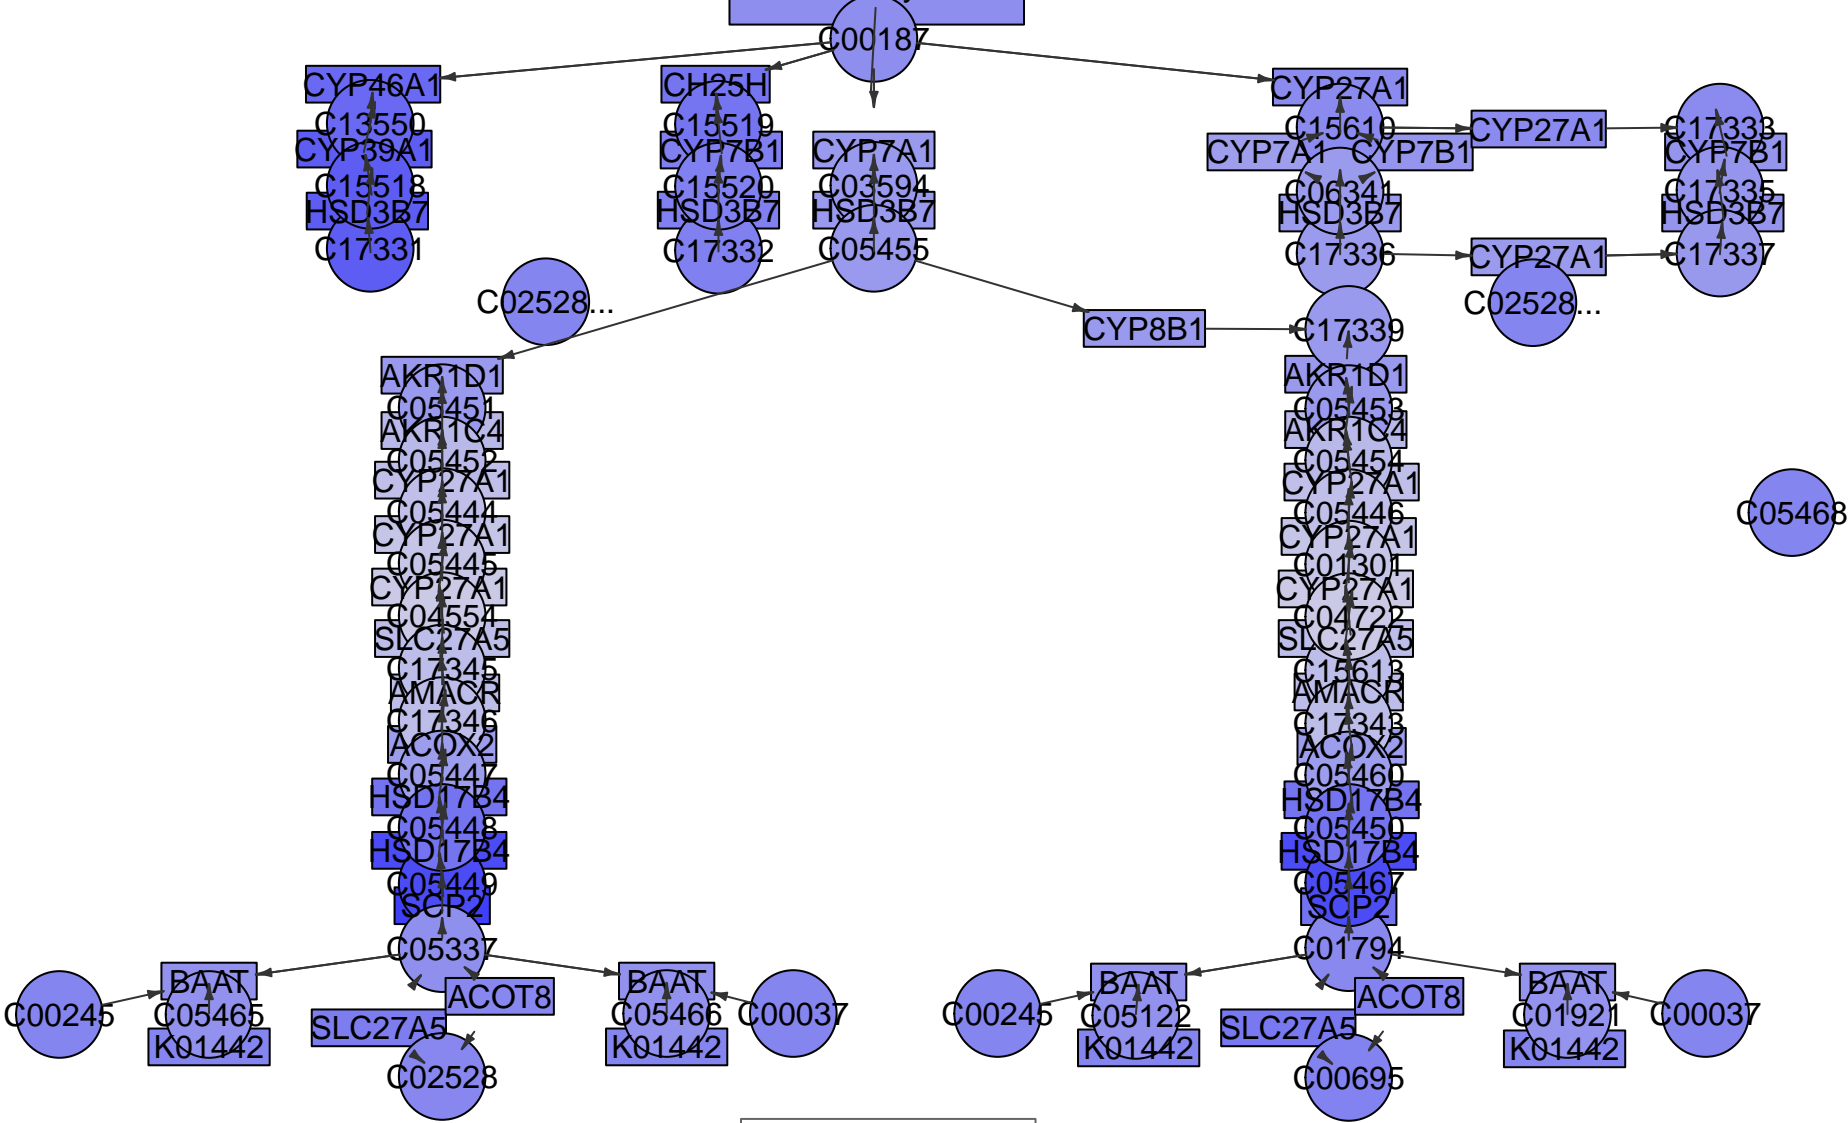 C00187
CYP46A1
CH25H
CYP27A1
C13550
C15519
C15610
CYP27A1
C17333
CYP39A1
CYP7B1
CYP7A1
CYP7A1
CYP7B1
CYP7B1
C15518
C15520
C03594
C06341
C17335
HSD3B7
HSD3B7
HSD3B7
HSD3B7
HSD3B7
C17331
C17332
C05455
C17336
CYP27A1
C17337
C02528...
C02528...
CYP8B1
C17339
AKR1D1
AKR1D1
C05451
C05453
AKR1C4
AKR1C4
C05452
C05454
CYP27A1
CYP27A1
C05444
C05446
C05468
CYP27A1
CYP27A1
C05445
C01301
CYP27A1
CYP27A1
C04554
C04722
SLC27A5
SLC27A5
C17345
C15613
AMACR
AMACR
C17346
C17343
ACOX2
ACOX2
C05447
C05460
HSD17B4
HSD17B4
C05448
C05450
HSD17B4
HSD17B4
C05449
C05467
SCP2
SCP2
C05337
C01794
BAAT
BAAT
BAAT
BAAT
ACOT8
ACOT8
C00245
C05465
C05466
C00037
C00245
C05122
C01921
C00037
SLC27A5
SLC27A5
K01442
K01442
K01442
K01442
C02528
C00695